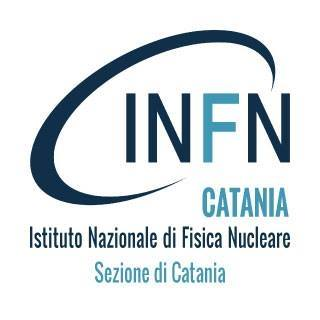 INFN
CATANIA
Istituto Nazionale di Fisica Nucleare
Sezione di Catania